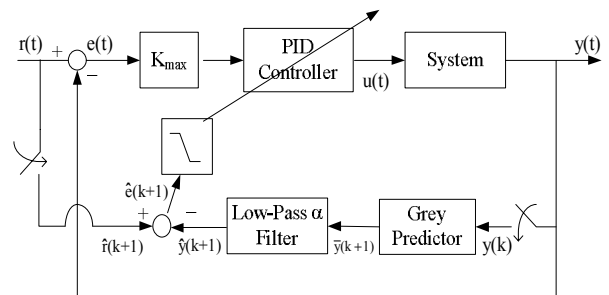 r(t)
+
e(t)
−
K_max
PID
Controller
u(t)
System
y(t)
ê(k+1)
+
−
r̂(k+1)
ŷ(k+1)
Low-Pass α
Filter
ȳ(k+1)
Grey
Predictor
y(k)